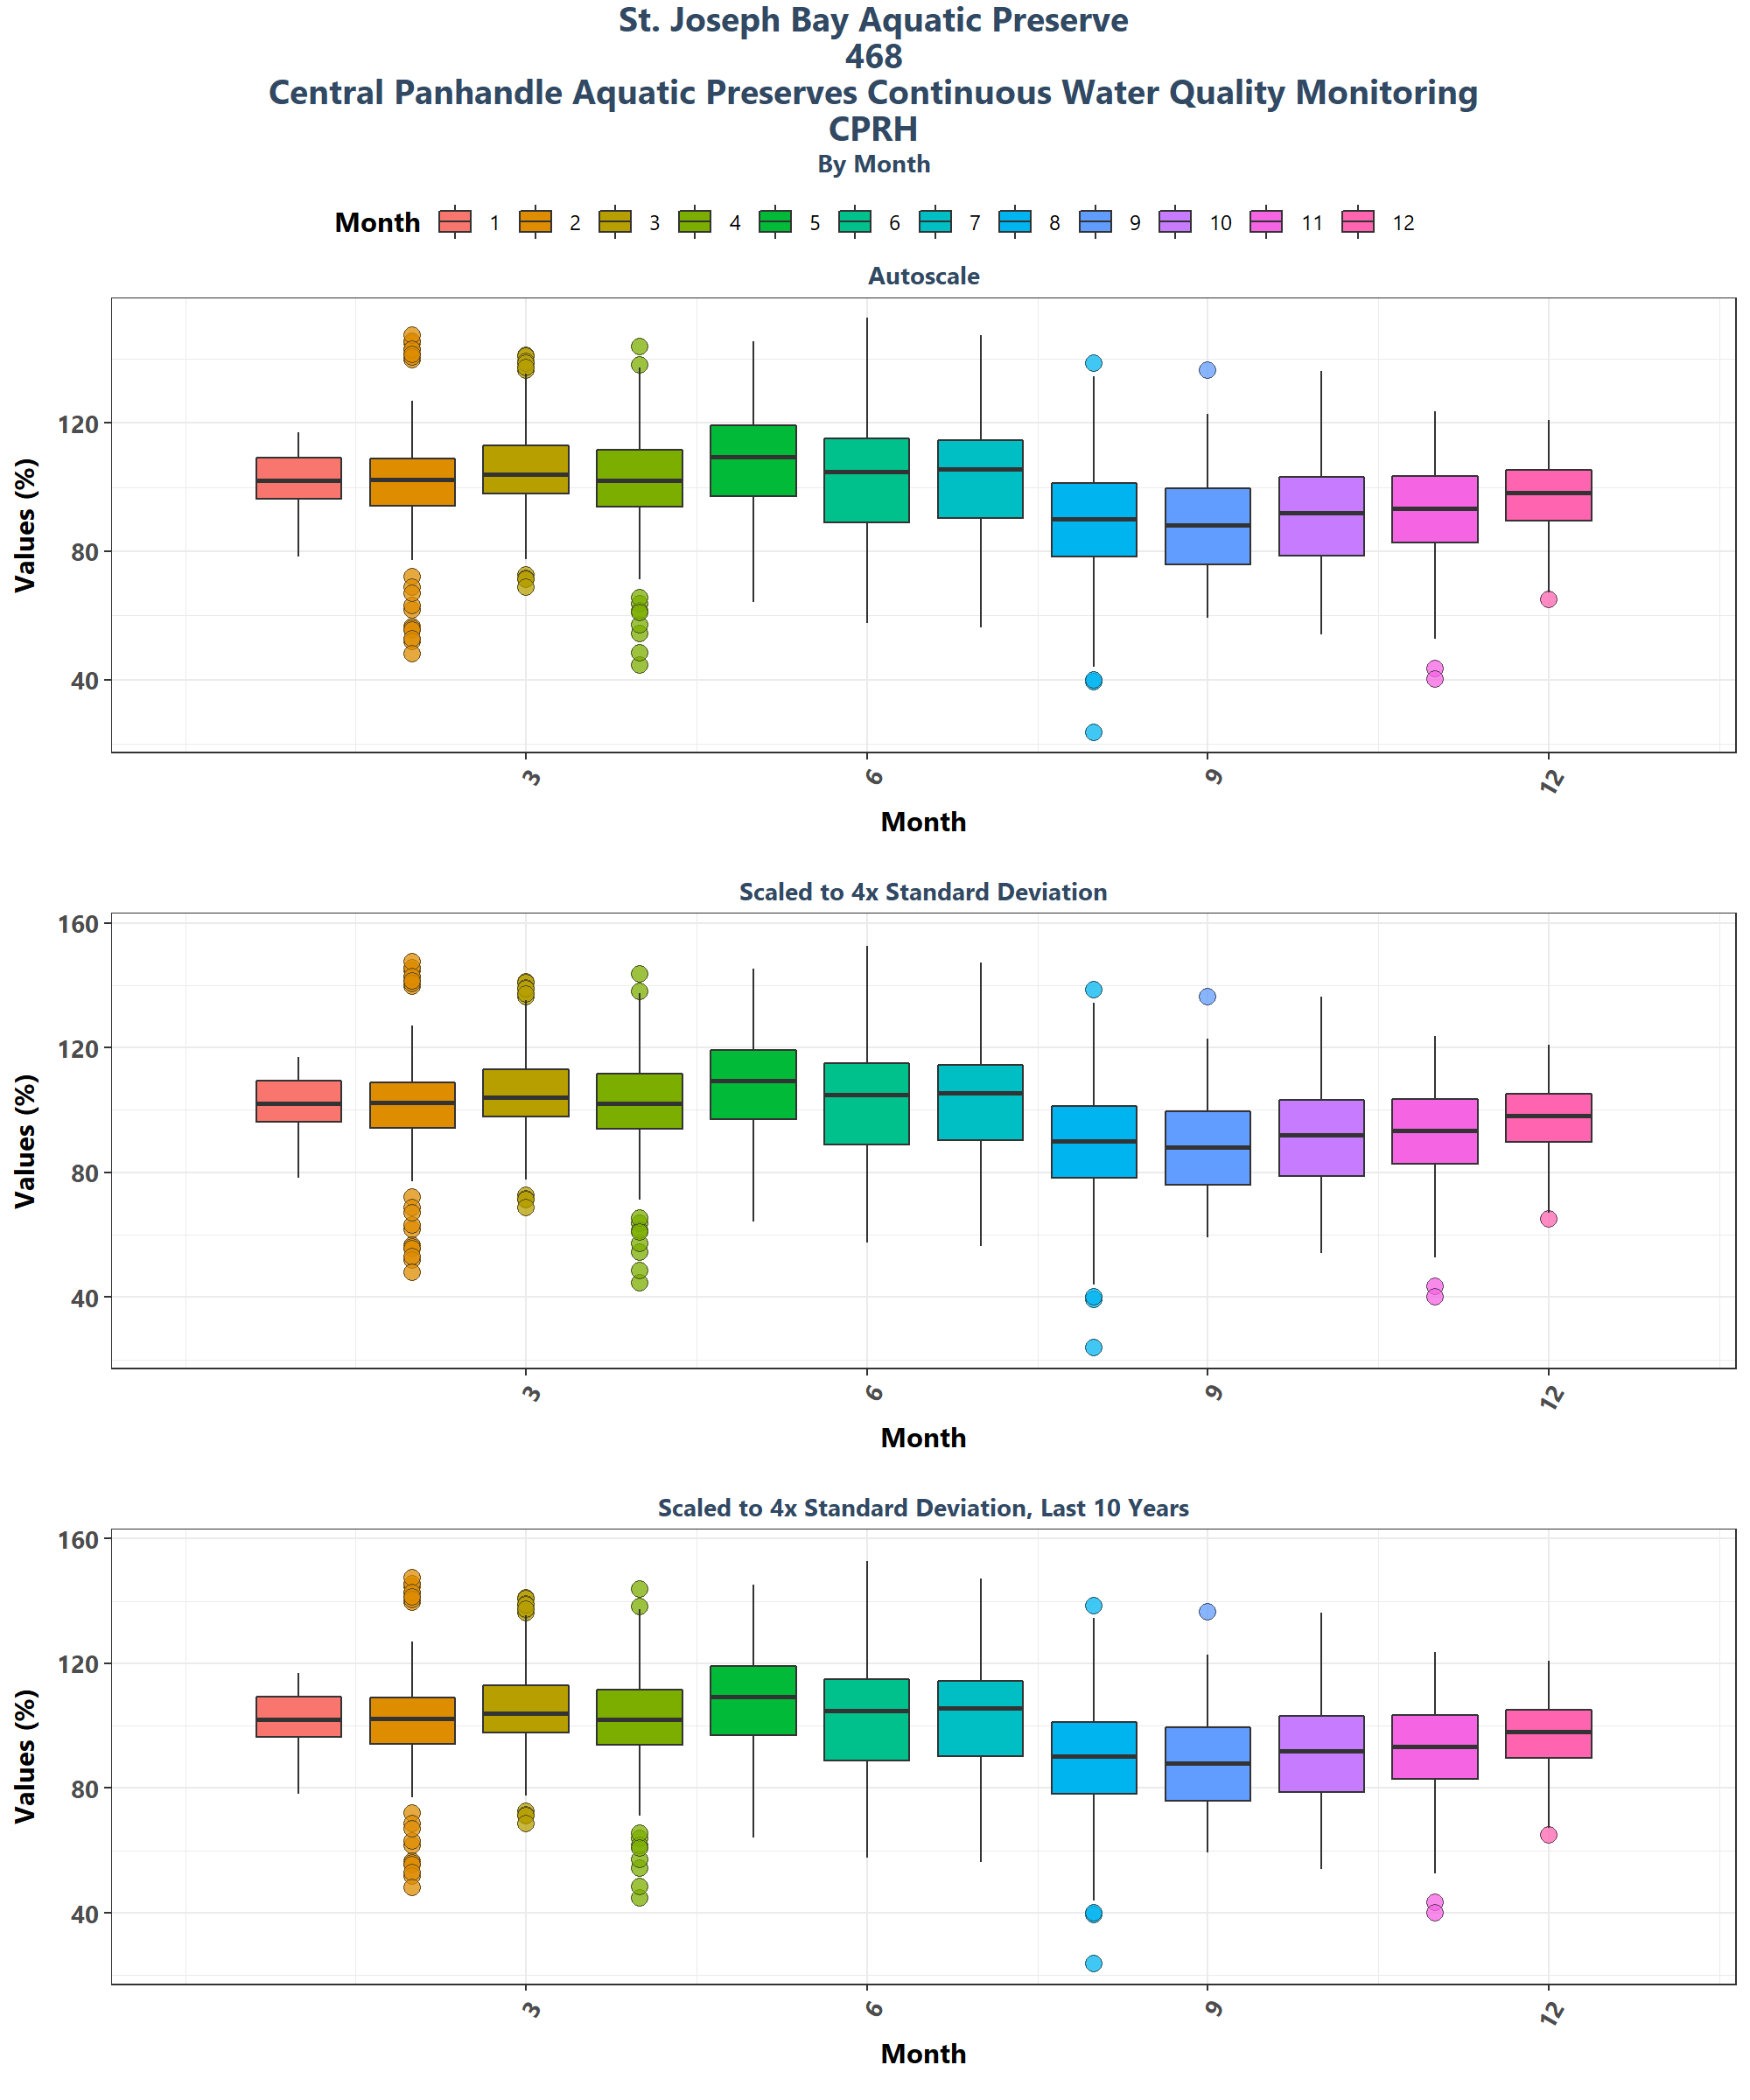 St. Joseph Bay Aquatic Preserve
468
Central Panhandle Aquatic Preserves Continuous Water Quality Monitoring
CPRH
By Month
Month 1 2 3 4 5 6 7 8 9 10 11 12
Autoscale
Values (%)
120
80
40
3 6 9 12
Month
Scaled to 4x Standard Deviation
Values (%)
160
120
80
40
3 6 9 12
Month
Scaled to 4x Standard Deviation, Last 10 Years
Values (%)
160
120
80
40
3 6 9 12
Month